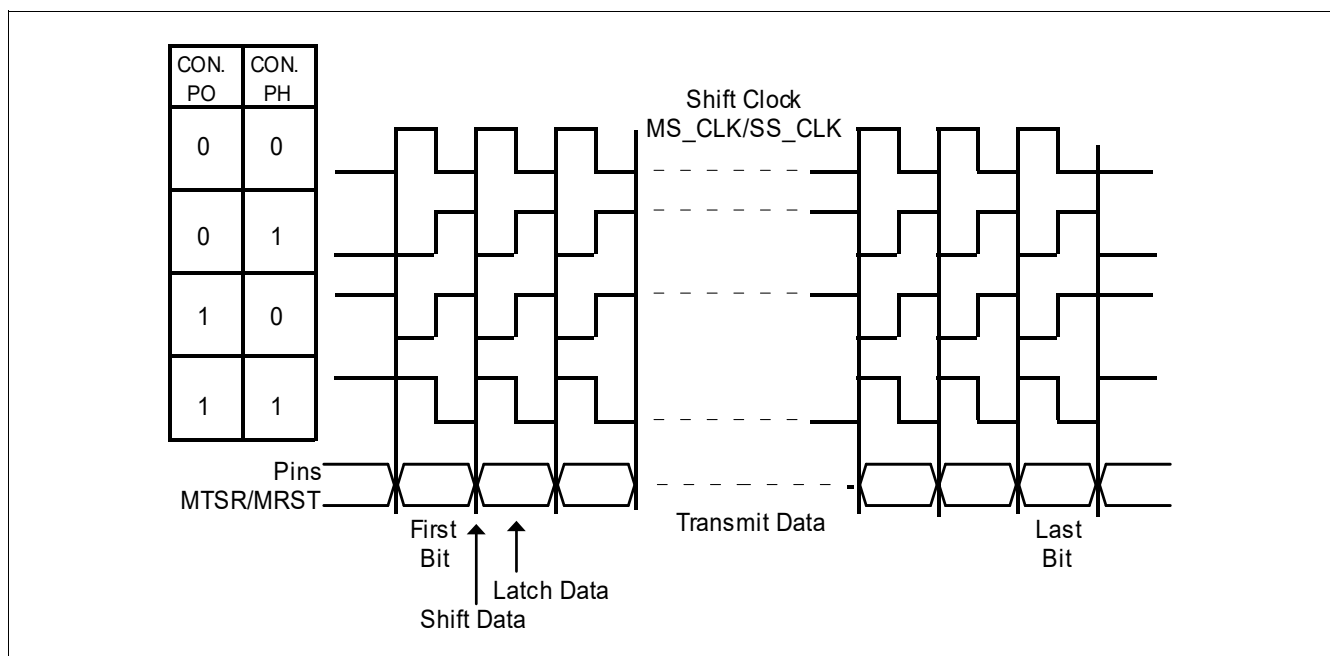 CON. CON.
PO PH
0 0
0 1
1 0
1 1
Shift Clock
MS_CLK/SS_CLK
Pins
MTSR/MRST
First
Bit
Transmit Data
Last
Bit
Latch Data
Shift Data